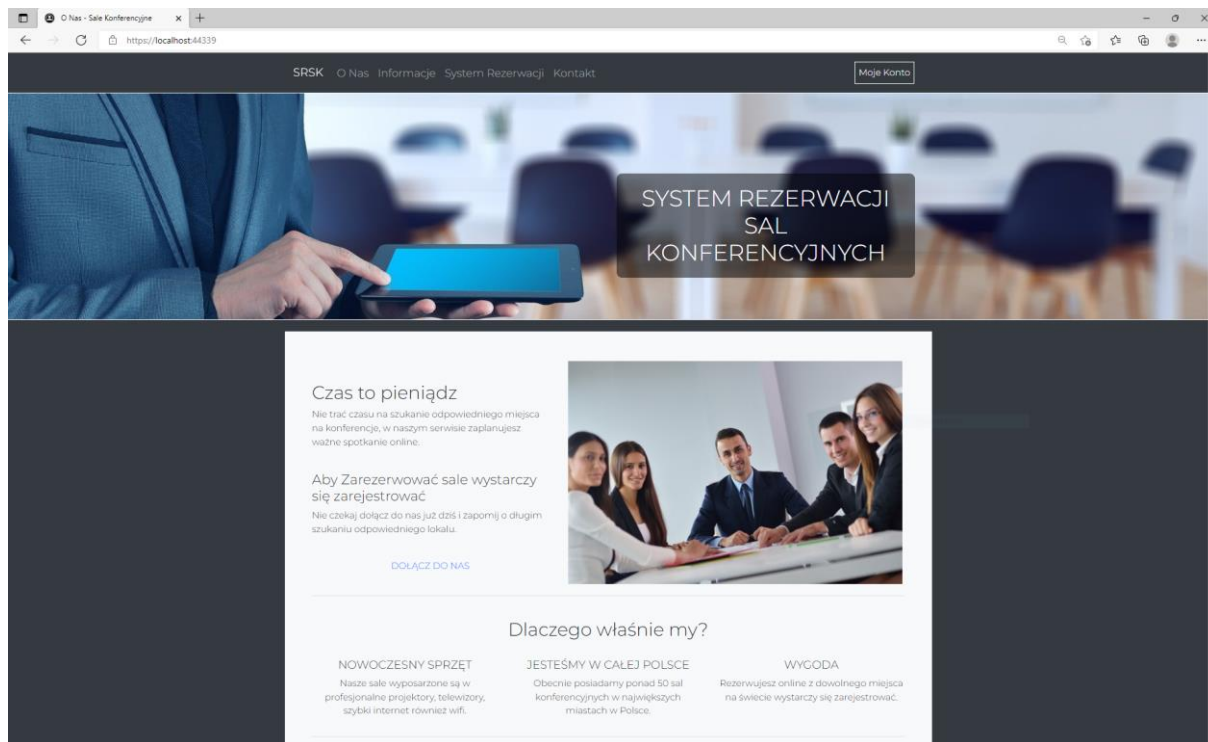 O Nas - Sale Konferencyjne
https://localhost:44339
SRSK O Nas Informacje System Rezerwacji Kontakt
Moje Konto
SYSTEM REZERWACJI
SAL
KONFERENCYJNYCH
Czas to pieniądz
Nie trać czasu na szukanie odpowiedniego miejsca
na konferencje, w naszym serwisie zaplanujesz
ważne spotkanie online.
Aby Zarezerwować sale wystarczy
się zarejestrować
Nie czekaj dołącz do nas już dziś i zapomij o długim
szukaniu odpowiedniego lokalu.
DOŁĄCZ DO NAS
Dlaczego właśnie my?
NOWOCZESNY SPRZĘT
Nasze sale wyposarzone są w
profesjonalne projektory, telewizory,
szybki internet również wifi.
JESTEŚMY W CAŁEJ POLSCE
Obecnie posiadamy ponad 50 sal
konferencyjnych w największych
miastach w Polsce.
WYGODA
Rezerwujesz online z dowolnego miejsca
na świecie wystarczy się zarejestrować.